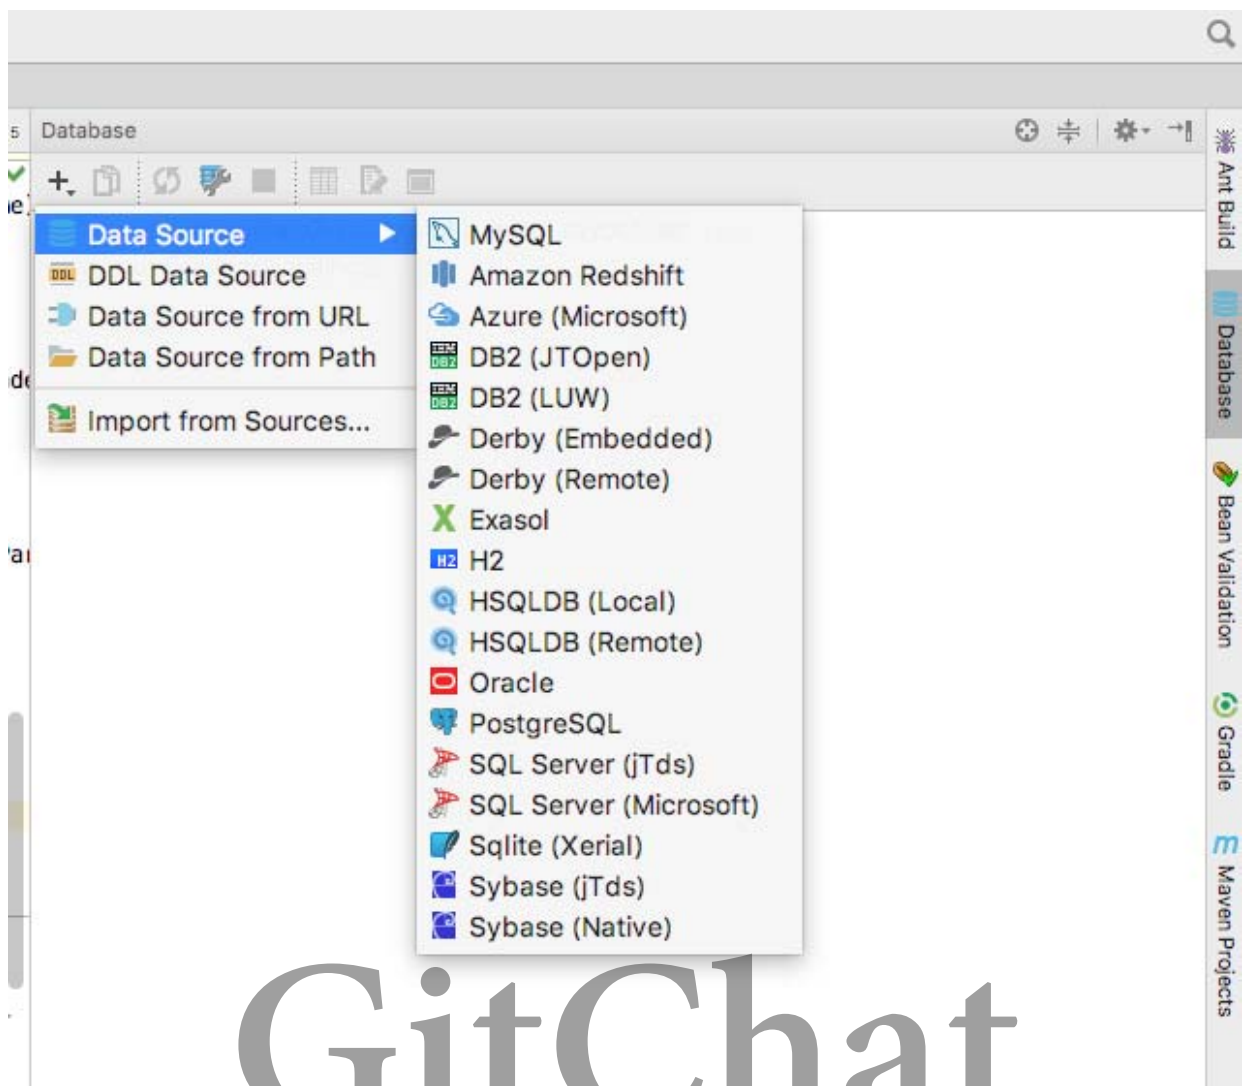 Database
Data Source
DDL Data Source
Data Source from URL
Data Source from Path
Import from Sources...
MySQL
Amazon Redshift
Azure (Microsoft)
DB2 (JTOpen)
DB2 (LUW)
Derby (Embedded)
Derby (Remote)
Exasol
H2
HSQLDB (Local)
HSQLDB (Remote)
Oracle
PostgreSQL
SQL Server (jTds)
SQL Server (Microsoft)
Sqlite (Xerial)
Sybase (jTds)
Sybase (Native)
Ant Build
Database
Bean Validation
Gradle
Maven Projects
GitChat